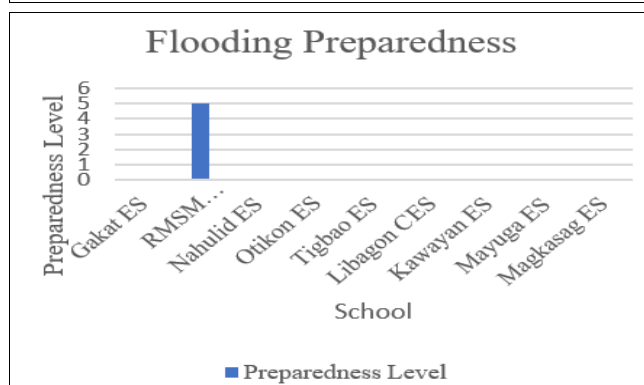 Flooding Preparedness
Preparedness Level
6
5
4
3
2
1
0
Gakat ES
RMSM...
Nahulid ES
Otikon ES
Tigbao ES
Libagon CES
Kawayan ES
Mayuga ES
Magkasag ES
School
Preparedness Level